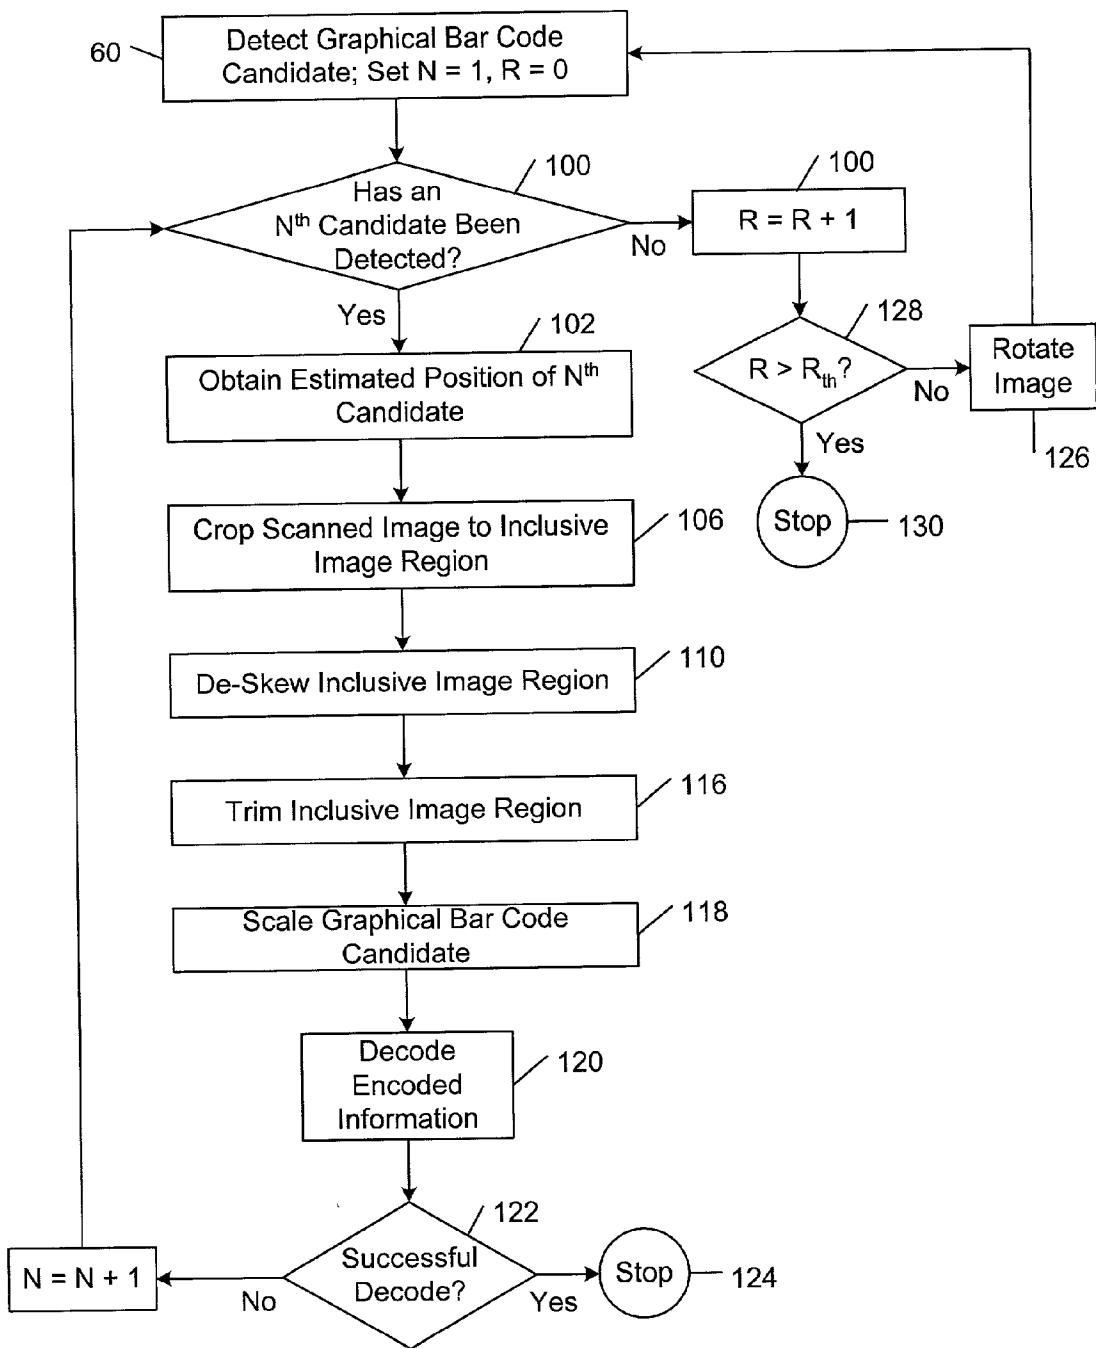 60
Detect Graphical Bar Code
Candidate; Set N = 1, R = 0
100
Has an
Nth Candidate Been
Detected?
No
Yes
100
R = R + 1
128
R > Rth?
No
Yes
Rotate
Image
126
Stop
130
102
Obtain Estimated Position of Nth
Candidate
Crop Scanned Image to Inclusive
Image Region
106
De-Skew Inclusive Image Region
110
Trim Inclusive Image Region
116
Scale Graphical Bar Code
Candidate
118
Decode
Encoded
Information
120
122
Successful
Decode?
No
Yes
N = N + 1
Stop
124